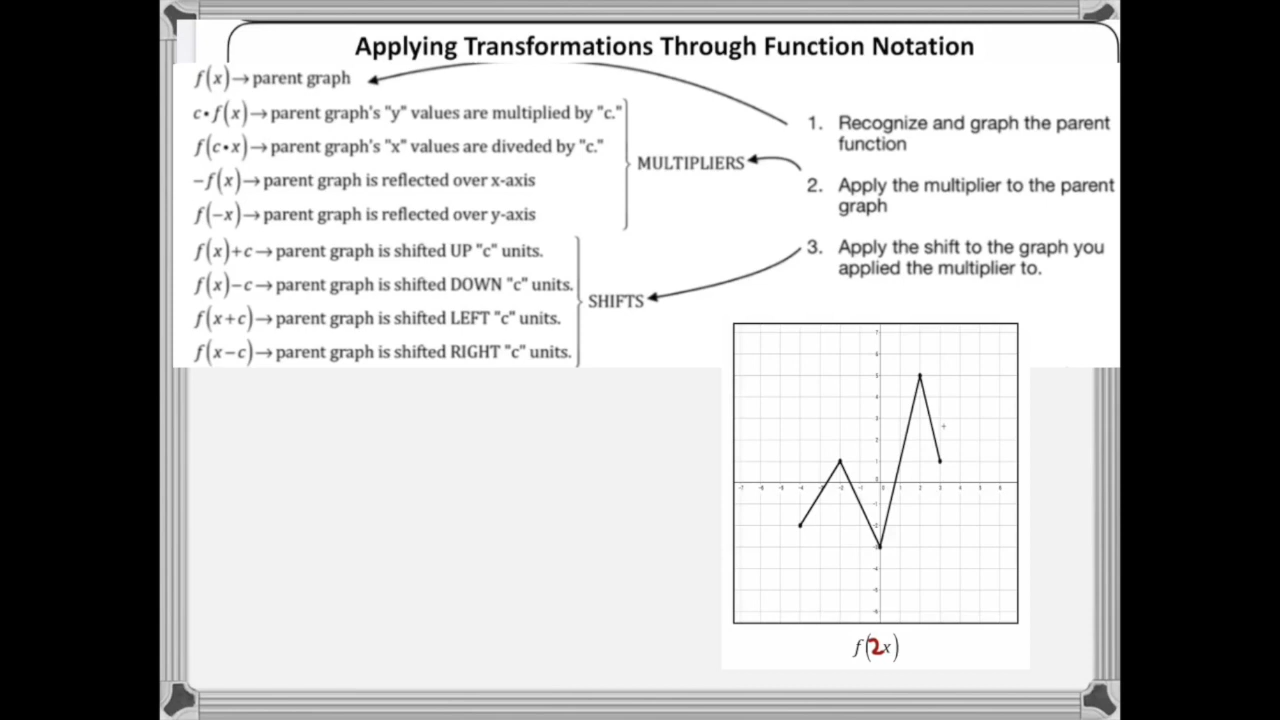 Applying Transformations Through Function Notation
f(x)→parent graph
c•f(x)→parent graph's "y" values are multiplied by "c."
f(c•x)→parent graph's "x" values are diveded by "c."
-f(x)→parent graph is reflected over x-axis
f(-x)→parent graph is reflected over y-axis
MULTIPLIERS
f(x)+c→parent graph is shifted UP "c" units.
f(x)-c→parent graph is shifted DOWN "c" units.
f(x+c)→parent graph is shifted LEFT "c" units.
f(x-c)→parent graph is shifted RIGHT "c" units.
SHIFTS
1. Recognize and graph the parent
function
2. Apply the multiplier to the parent
graph
3. Apply the shift to the graph you
applied the multiplier to.
f(2x)